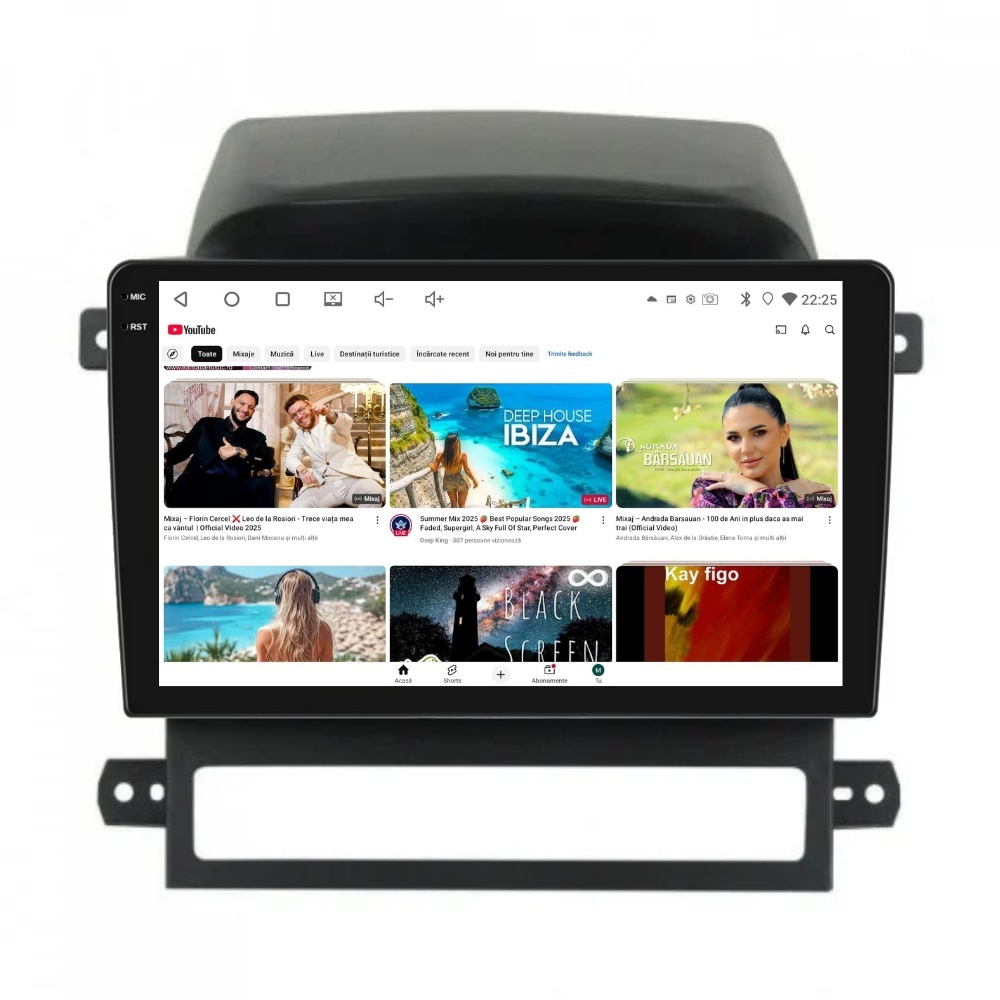 MIC
22:25
RST
YouTube
Toate Mixaje Muzică Live Destinații turistice Încărcate recent Noi pentru tine Trimite feedback
DEEP HOUSE
IBIZA
ANDRADA
BÂRSĂUAN
Mixaj
LIVE
Mixaj
Mixaj – Florin Cercel ❌ Leo de la Rosiori - Trece viața mea
ca vântul | Official Video 2025
Florin Cercel, Leo de la Rosiori, Dani Mocanu și mulți alții
LIVE
Summer Mix 2025 🍓 Best Popular Songs 2025 🍓
Faded, Supergirl, A Sky Full Of Star, Perfect Cover
Deep King · 307 persoane vizionează
Mixaj – Andrada Barsauan - 100 de Ani in plus daca as mai
trai (Official Video)
Andrada Bârsăuan, Alex de la Orăștie, Elena Toma și mulți alții
BLACK
SCREEN
Kay figo
Acasă Shorts Abonamente M Tu